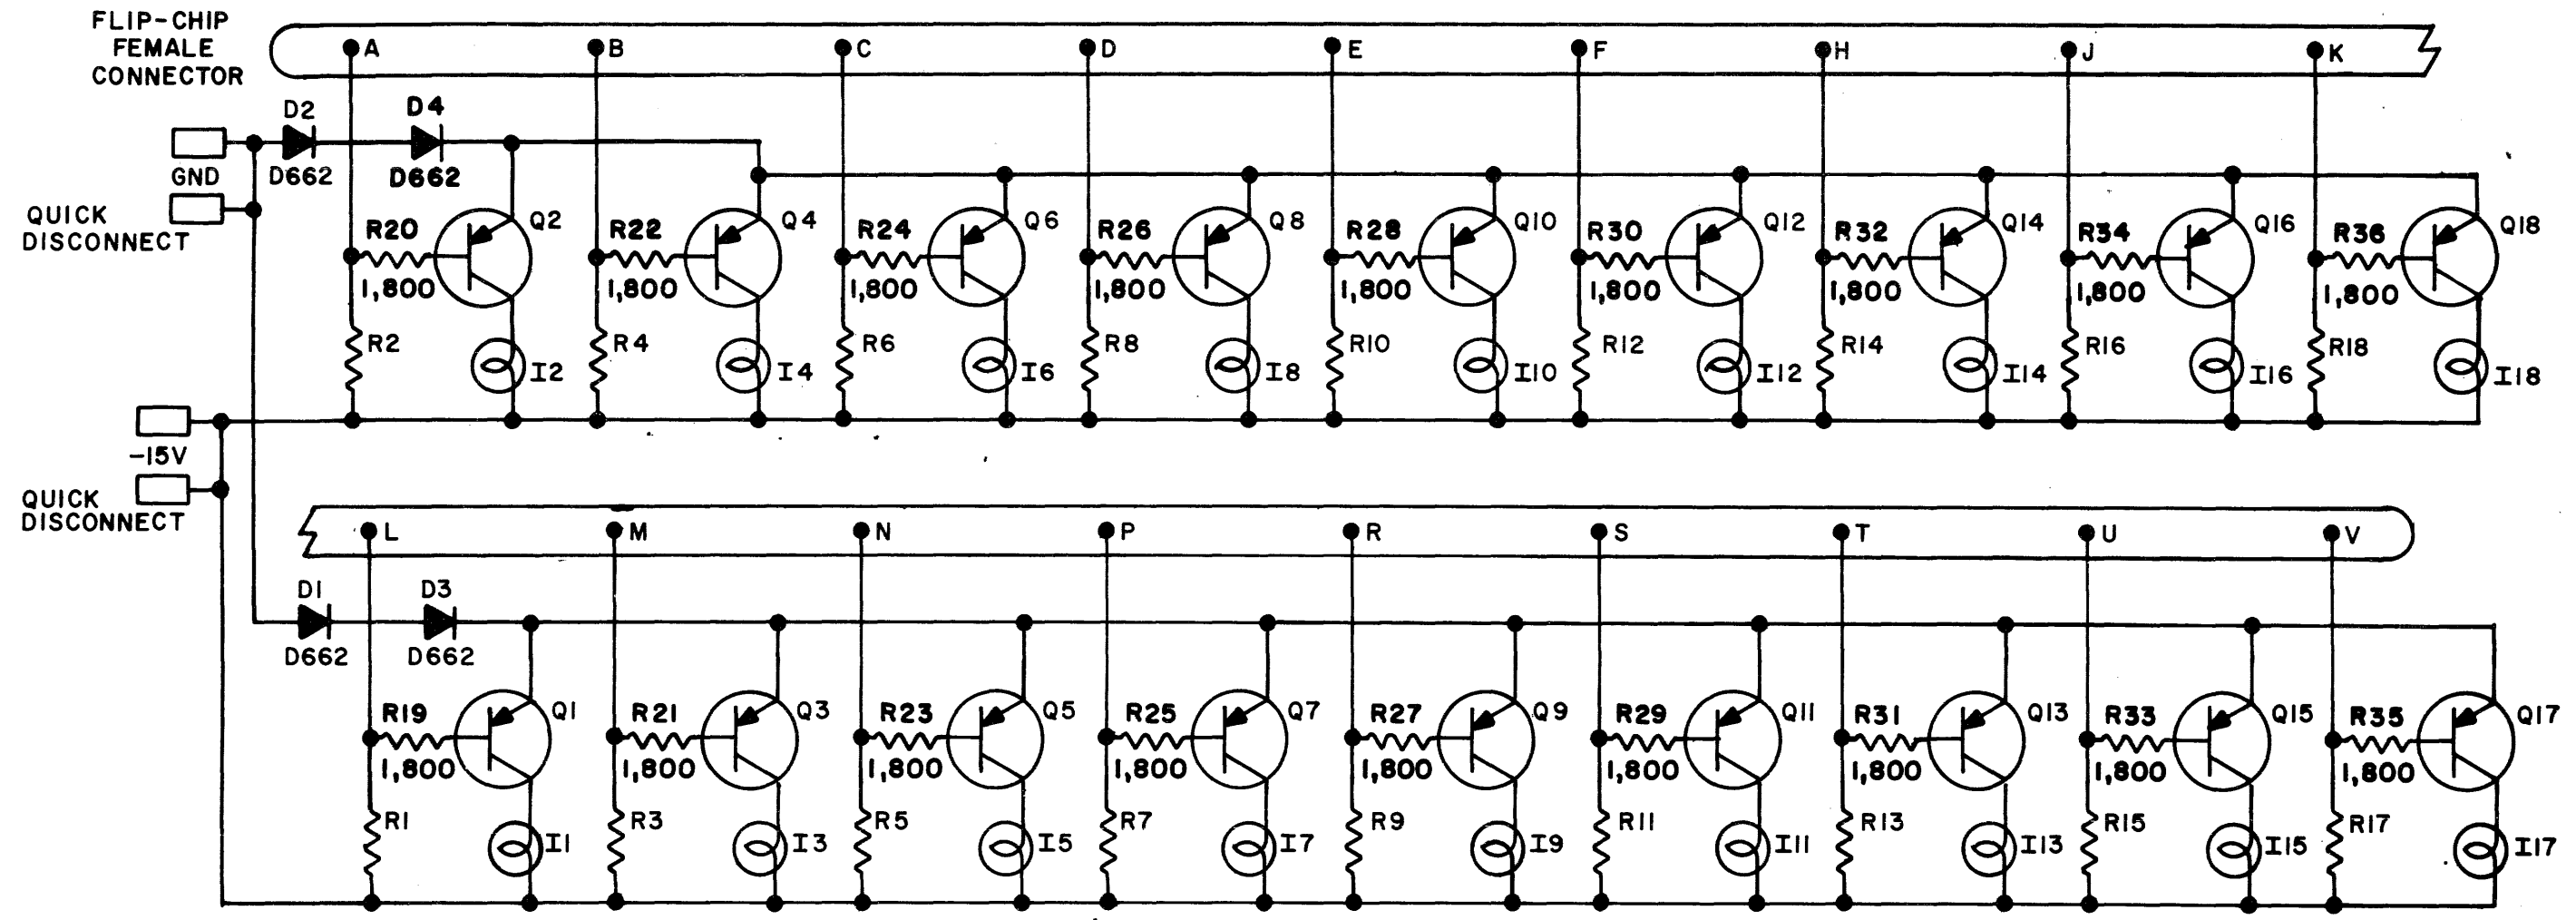 FLIP-CHIP
FEMALE
CONNECTOR
A B C D E F H J K
D2 D4
D662 D662
GND
QUICK
DISCONNECT
R20 Q2 R22 Q4 R24 Q6 R26 Q8 R28 Q10 R30 Q12 R32 Q14 R34 Q16 R36 Q18
1,800 1,800 1,800 1,800 1,800 1,800 1,800 1,800 1,800
R2 R4 R6 R8 R10 R12 R14 R16 R18
I2 I4 I6 I8 I10 I12 I14 I16 I18
-15V
QUICK
DISCONNECT
L M N P R S T U V
D1 D3
D662 D662
R19 Q1 R21 Q3 R23 Q5 R25 Q7 R27 Q9 R29 Q11 R31 Q13 R33 Q15 R35 Q17
1,800 1,800 1,800 1,800 1,800 1,800 1,800 1,800 1,800
R1 R3 R5 R7 R9 R11 R13 R15 R17
I1 I3 I5 I7 I9 I11 I13 I15 I17